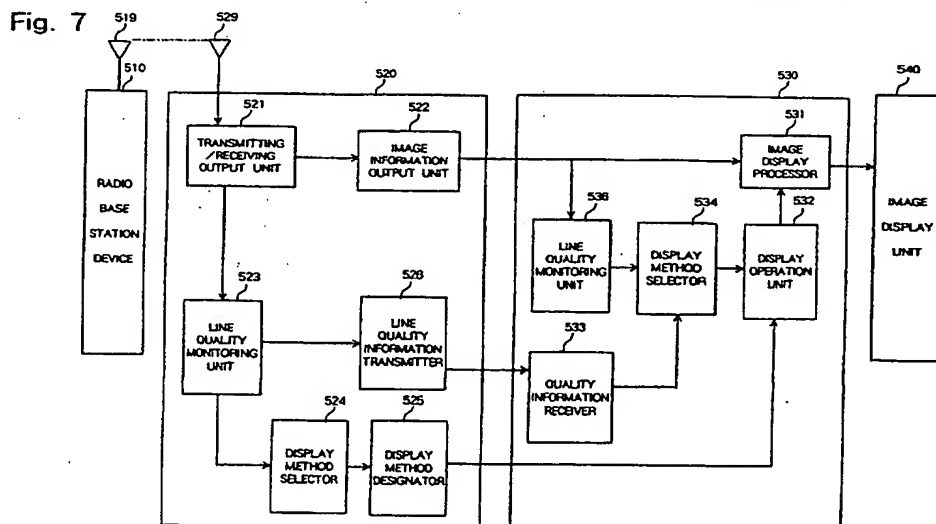 Fig. 7
519
529
510
RADIO
BASE
STATION
DEVICE
520
521
TRANSMITTING
/RECEIVING
OUTPUT UNIT
522
IMAGE
INFORMATION
OUTPUT UNIT
523
LINE
QUALITY
MONITORING
UNIT
526
LINE
QUALITY
INFORMATION
TRANSMITTER
524
DISPLAY
METHOD
SELECTOR
525
DISPLAY
METHOD
DESIGNATOR
530
531
IMAGE
DISPLAY
PROCESSOR
536
LINE
QUALITY
MONITORING
UNIT
534
DISPLAY
METHOD
SELECTOR
532
DISPLAY
OPERATION
UNIT
533
QUALITY
INFORMATION
RECEIVER
540
IMAGE
DISPLAY
UNIT